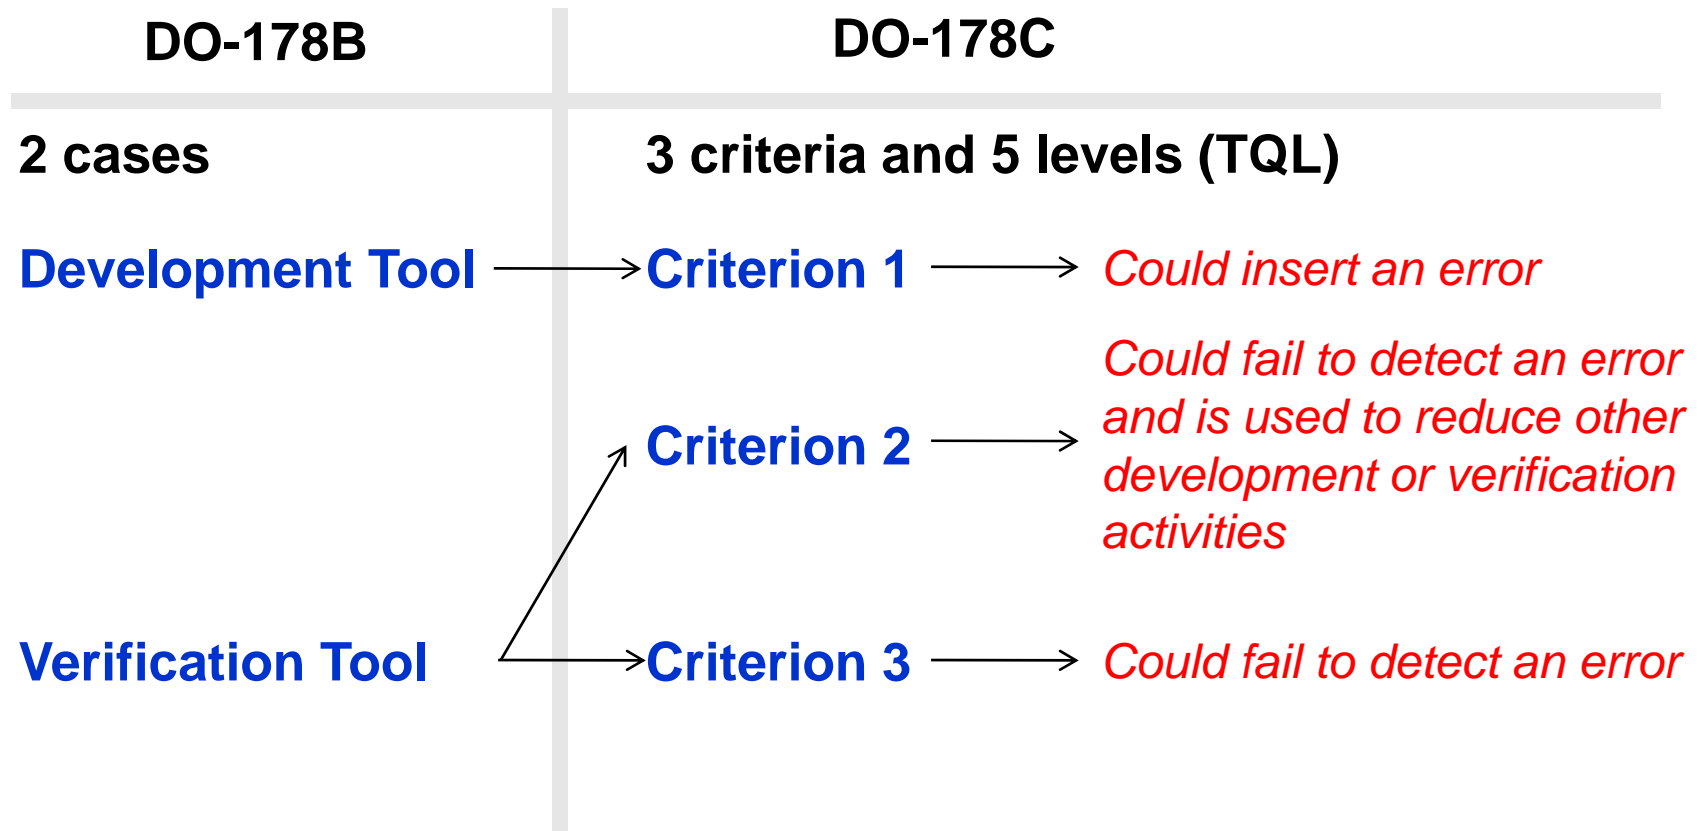 DO-178B
DO-178C
2 cases
3 criteria and 5 levels (TQL)
Development Tool
Criterion 1
Could insert an error
Criterion 2
Could fail to detect an error
and is used to reduce other
development or verification
activities
Verification Tool
Criterion 3
Could fail to detect an error